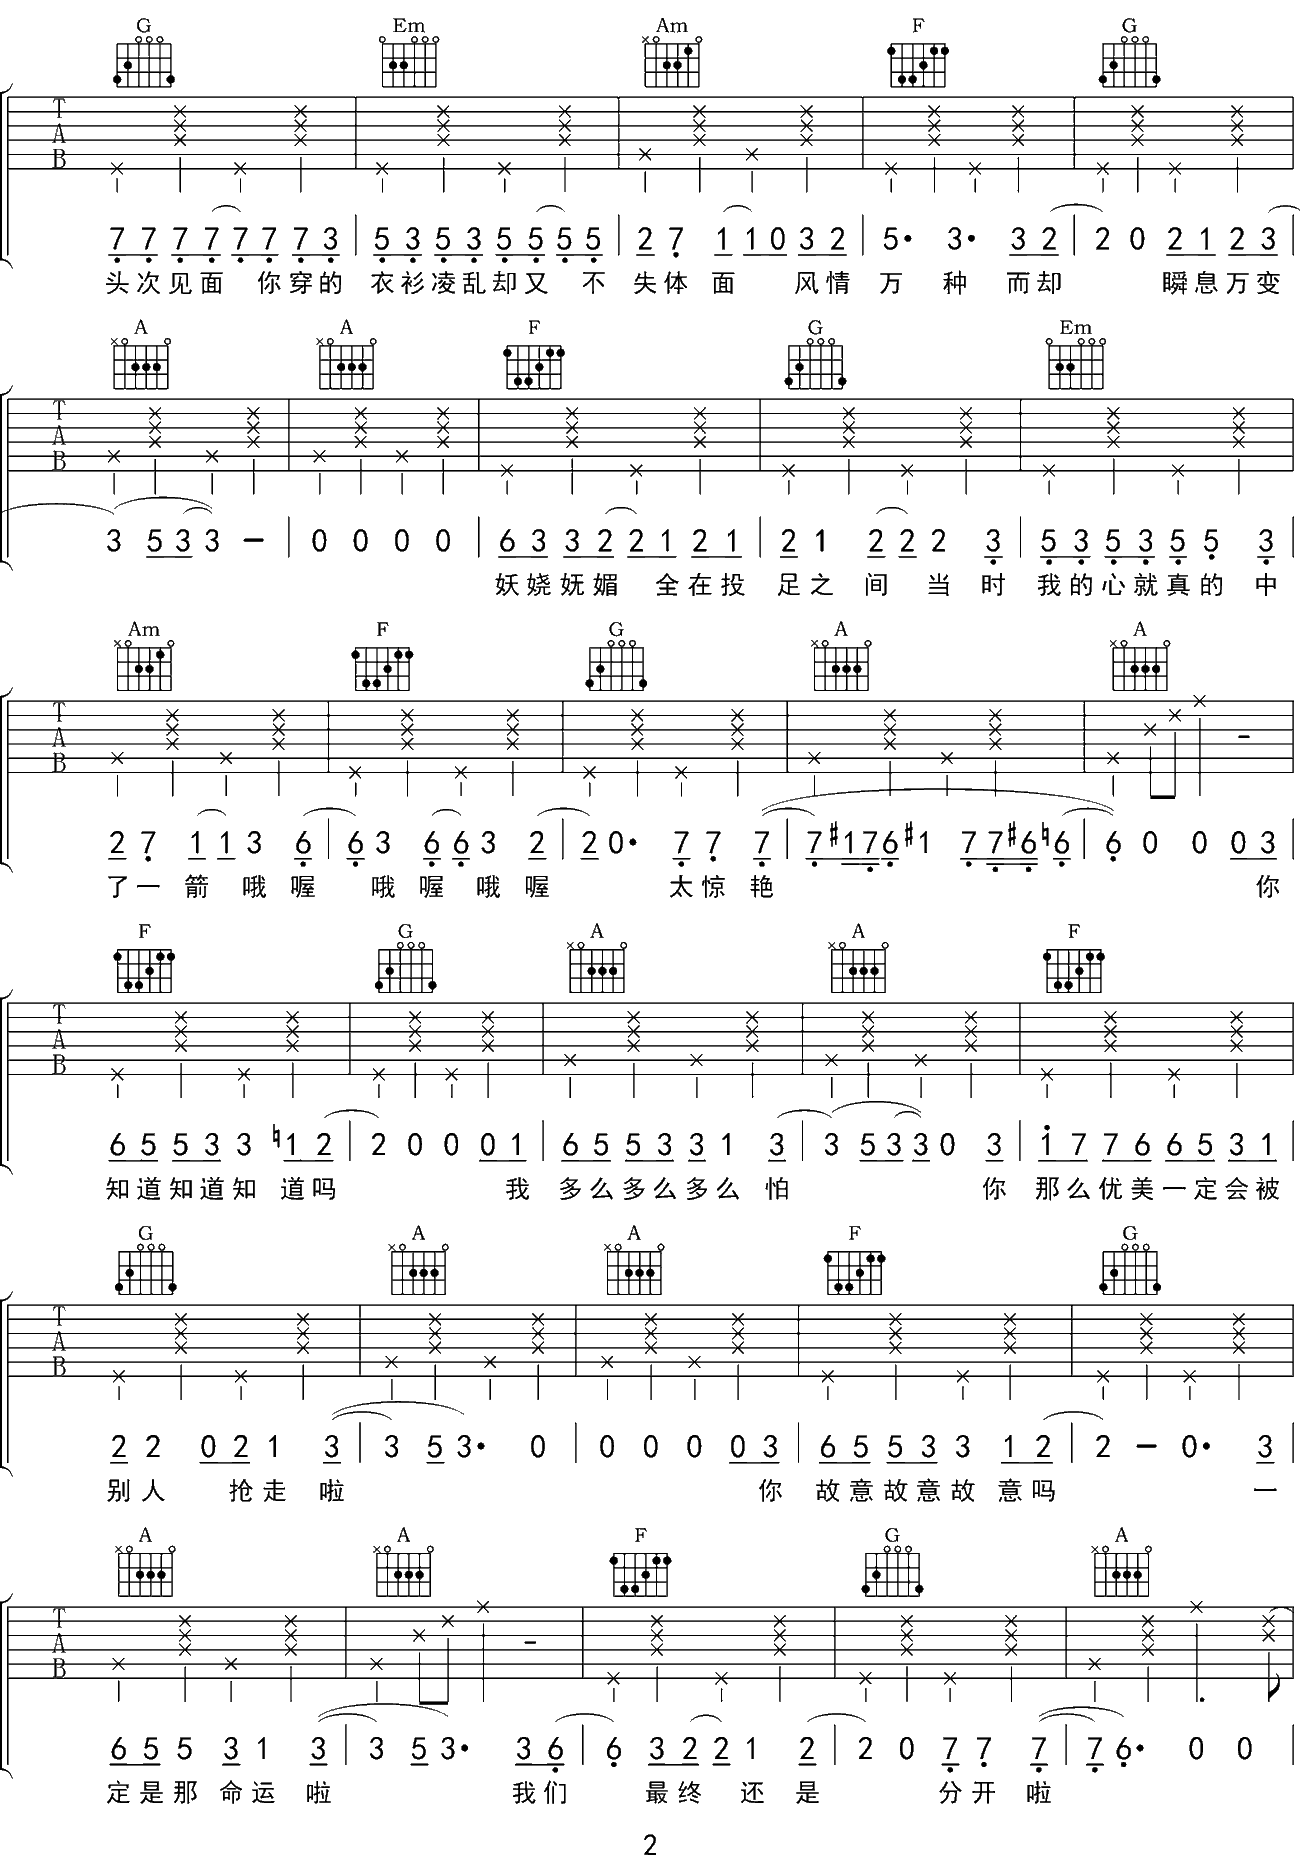 G Em Am F G
T A B
7 7 7 7 7 7 7 3 | 5 3 5 3 5 5 5 5 | 2 7 1 1 0 3 2 | 5· 3· 3 2 | 2 0 2 1 2 3
头次见面 你穿的 衣衫凌乱却又 不 失体 面 风情 万 种 而却 瞬息万变
A A F G Em
T A B
3 5 3 3 – | 0 0 0 0 | 6 3 3 2 2 1 2 1 | 2 1 2 2 2 3 | 5 3 5 3 5 5 3
妖娆妩媚 全在投 足之 间 当 时 我的心就真的 中
Am F G A A
T A B
2 7 1 1 3 6 | 6 3 6 6 3 2 | 2 0· 7 7 7 | 7 #1 7 6 #1 7 7 #6 ♮6 | 6 0 0 0 3
了一 箭 哦喔 哦喔 哦喔 太惊 艳 你
F G A A F
T A B
6 5 5 3 3 ♮1 2 | 2 0 0 0 1 | 6 5 5 3 3 1 3 | 3 5 3 3 0 3 | 1 7 7 6 6 5 3 1
知道知道知 道吗 我 多么多么多么 怕 你 那么优美一定会被
G A A F G
T A B
2 2 0 2 1 3 | 3 5 3· 0 | 0 0 0 0 3 | 6 5 5 3 3 1 2 | 2 – 0· 3
别人 抢走 啦 你 故意故意故 意吗 一
A A F G A
T A B
6 5 5 3 1 3 | 3 5 3· 3 6 | 6 3 2 2 1 2 | 2 0 7 7 7 | 7 6· 0 0
定是那 命运 啦 我们 最终 还 是 分开 啦
2